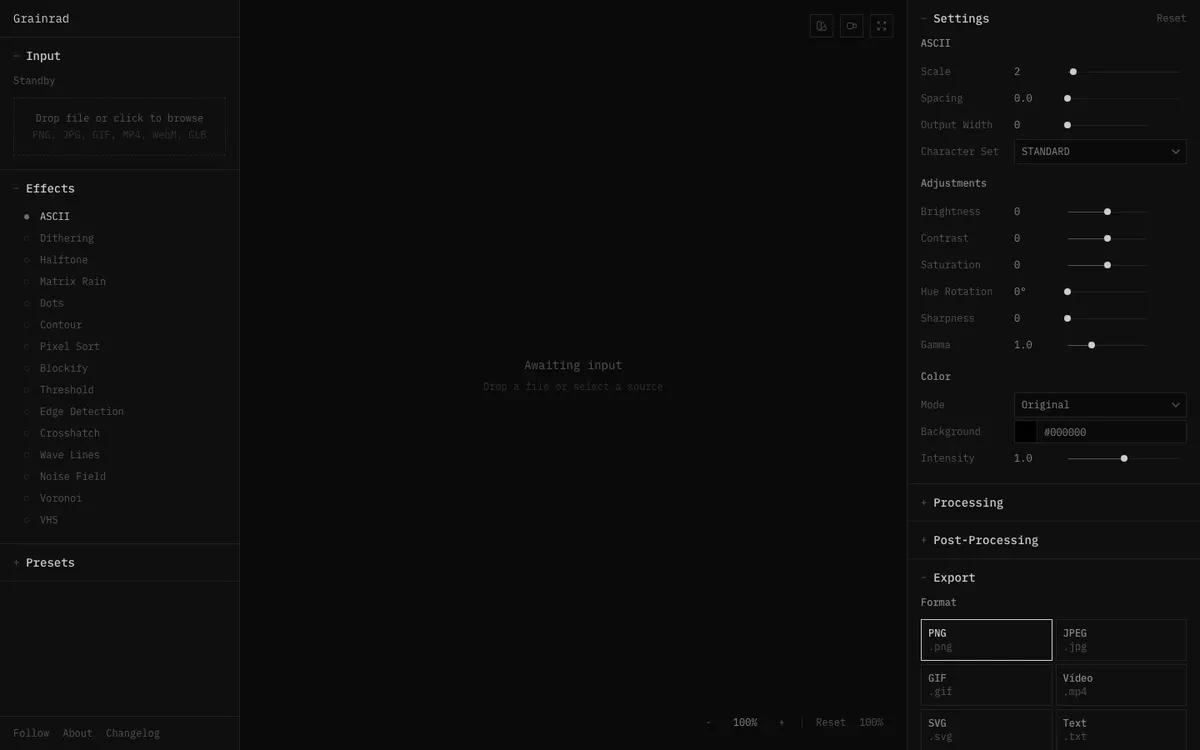 Grainrad
− Input
Standby
Drop file or click to browse
PNG, JPG, GIF, MP4, WebM, GLB
− Effects
ASCII
Dithering
Halftone
Matrix Rain
Dots
Contour
Pixel Sort
Blockify
Threshold
Edge Detection
Crosshatch
Wave Lines
Noise Field
Voronoi
VHS
+ Presets
Follow About Changelog
Awaiting input
Drop a file or select a source
- 100% + Reset 100%
− Settings Reset
ASCII
Scale 2
Spacing 0.0
Output Width 0
Character Set STANDARD
Adjustments
Brightness 0
Contrast 0
Saturation 0
Hue Rotation 0°
Sharpness 0
Gamma 1.0
Color
Mode Original
Background #000000
Intensity 1.0
+ Processing
+ Post-Processing
− Export
Format
PNG JPEG
.png .jpg
GIF Video
.gif .mp4
SVG Text
.svg .txt